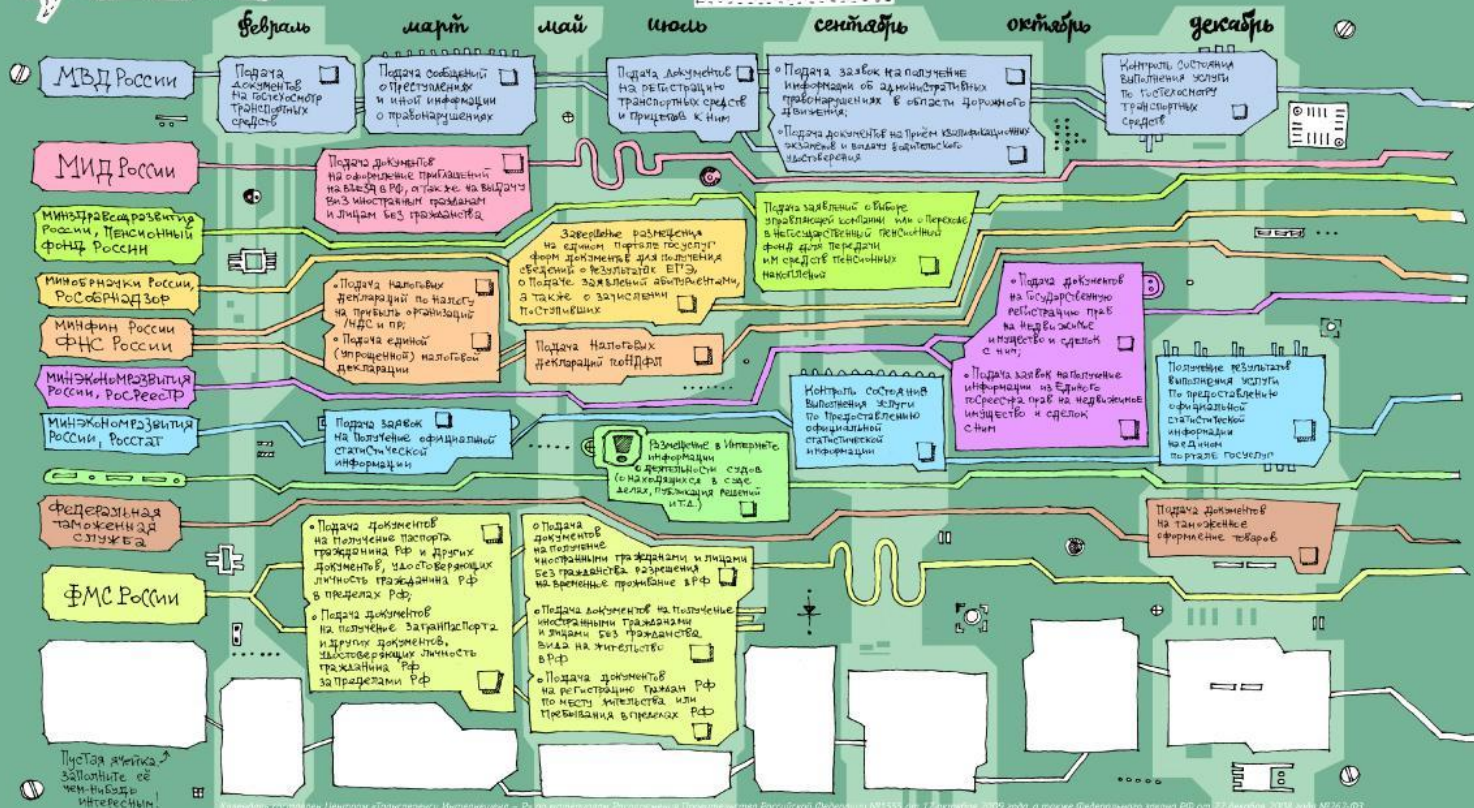 февраль март май июль сентябрь октябрь декабрь
МВД России
Подача
документов
на гостехосмотр
транспортных
средств
Подача сообщений
о преступлениях
и иной информации
о правонарушениях
Подача документов
на регистрацию
транспортных средств
и прицепов к ним
• Подача заявок на получение
информации об административных
правонарушениях в области дорожного
движения;
• Подача документов на приём квалификационных
экзаменов и выдачу водительского
удостоверения
Контроль состояния
выполнения услуги
по гостехосмотру
транспортных
средств
МИД России
Подача документов
на оформление приглашений
на въезд в РФ, а также на выдачу
виз иностранным гражданам
и лицам без гражданства
Минздравсоцразвития
России, Пенсионный
фонд России
Подача заявлений о выборе
управляющей компании или о переходе
в негосударственный пенсионный
фонд для передачи
им средств пенсионных
накоплений
Минобрнауки России,
Рособрнадзор
Завершение размещения
на едином портале госуслуг
форм документов для получения
сведений о результатах ЕГЭ,
о подаче заявлений абитуриентами,
а также о зачислении
поступивших
Минфин России
ФНС России
• Подача налоговых
деклараций по налогу
на прибыль организаций
/НДС и пр;
• Подача единой
(упрощенной) налоговой
декларации
Подача налоговых
деклараций по НДФЛ
Минэкономразвития
России, Росреестр
• Подача документов
на государственную
регистрацию прав
на недвижимое
имущество и сделок
с ним;
• Подача заявок на получение
информации из Единого
госреестра прав на недвижимое
имущество и сделок
с ним
Минэкономразвития
России, Росстат
Подача заявок
на получение официальной
статистической
информации
Контроль состояния
выполнения услуги
по предоставлению
официальной
статистической
информации
Получение результатов
выполнения услуги
по предоставлению
официальной
статистической
информации
на едином
портале госуслуг
Размещение в Интернете
информации
о деятельности судов
(о находящихся в суде
делах, публикация решений
и т.д.)
Федеральная
таможенная
служба
Подача документов
на таможенное
оформление товаров
ФМС России
• Подача документов
на получение паспорта
гражданина РФ и других
документов, удостоверяющих
личность гражданина РФ
в пределах РФ;
• Подача документов
на получение загранпаспорта
и других документов,
удостоверяющих личность
гражданина РФ
за пределами РФ
• Подача
документов
на получение
иностранными гражданами и лицами
без гражданства разрешения
на временное проживание в РФ
• Подача документов на получение
иностранными гражданами
и лицами без гражданства
вида на жительство
в РФ
• Подача документов
на регистрацию граждан РФ
по месту жительства или
пребывания в пределах РФ
Пустая ячейка.
Заполните её
чем-нибудь
интересным!